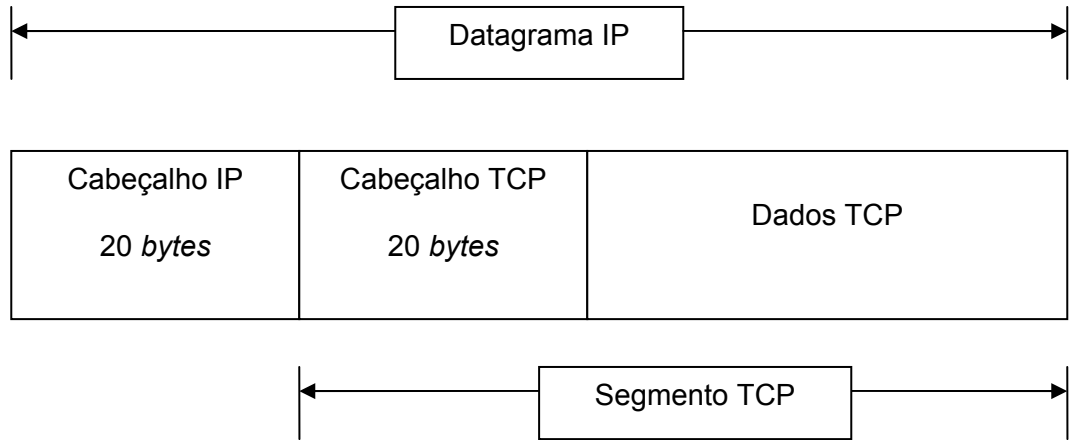 Datagrama IP
Cabeçalho IP
20 bytes
Cabeçalho TCP
20 bytes
Dados TCP
Segmento TCP